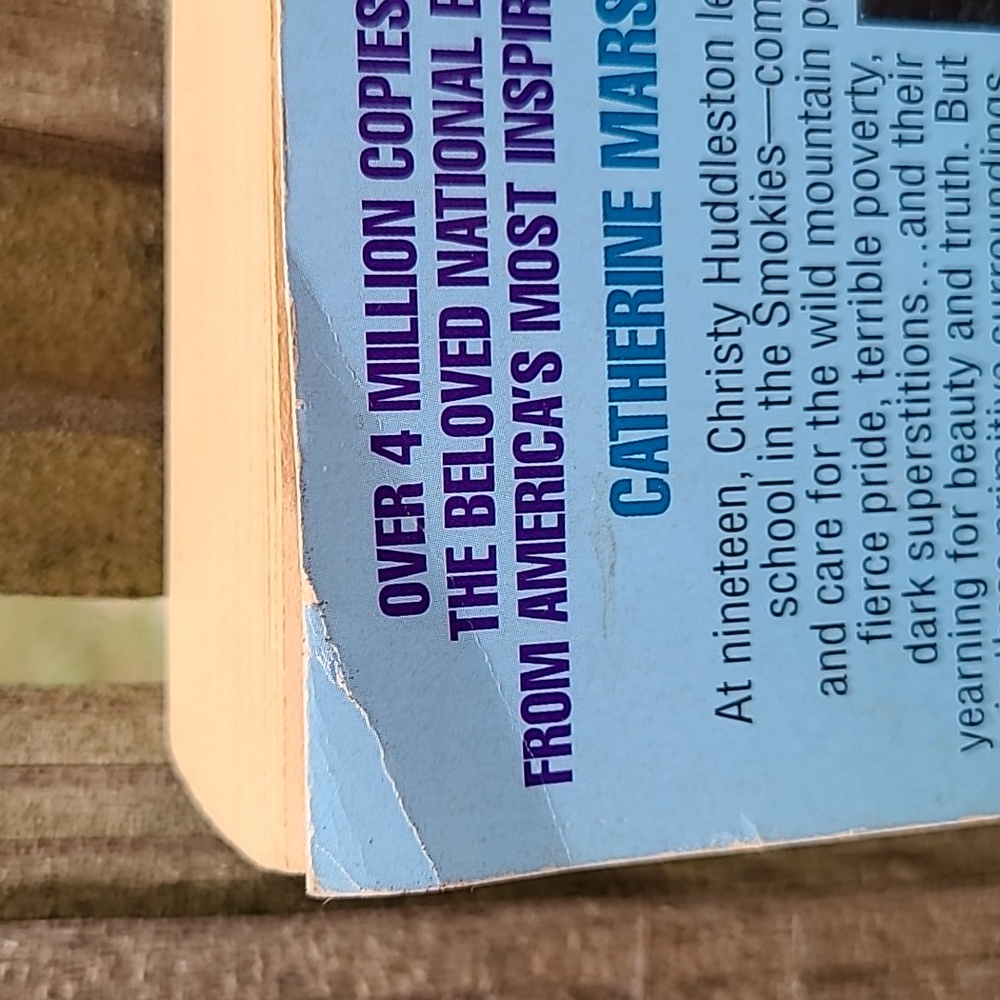 OVER 4 MILLION COPIES
THE BELOVED NATIONAL
FROM AMERICA'S MOST INSPIR
CATHERINE MARS
At nineteen, Christy Huddleston le
school in the Smokies—com
and care for the wild mountain
fierce pride, terrible poverty,
dark superstitions...and their
yearning for beauty and truth. But
surroundings